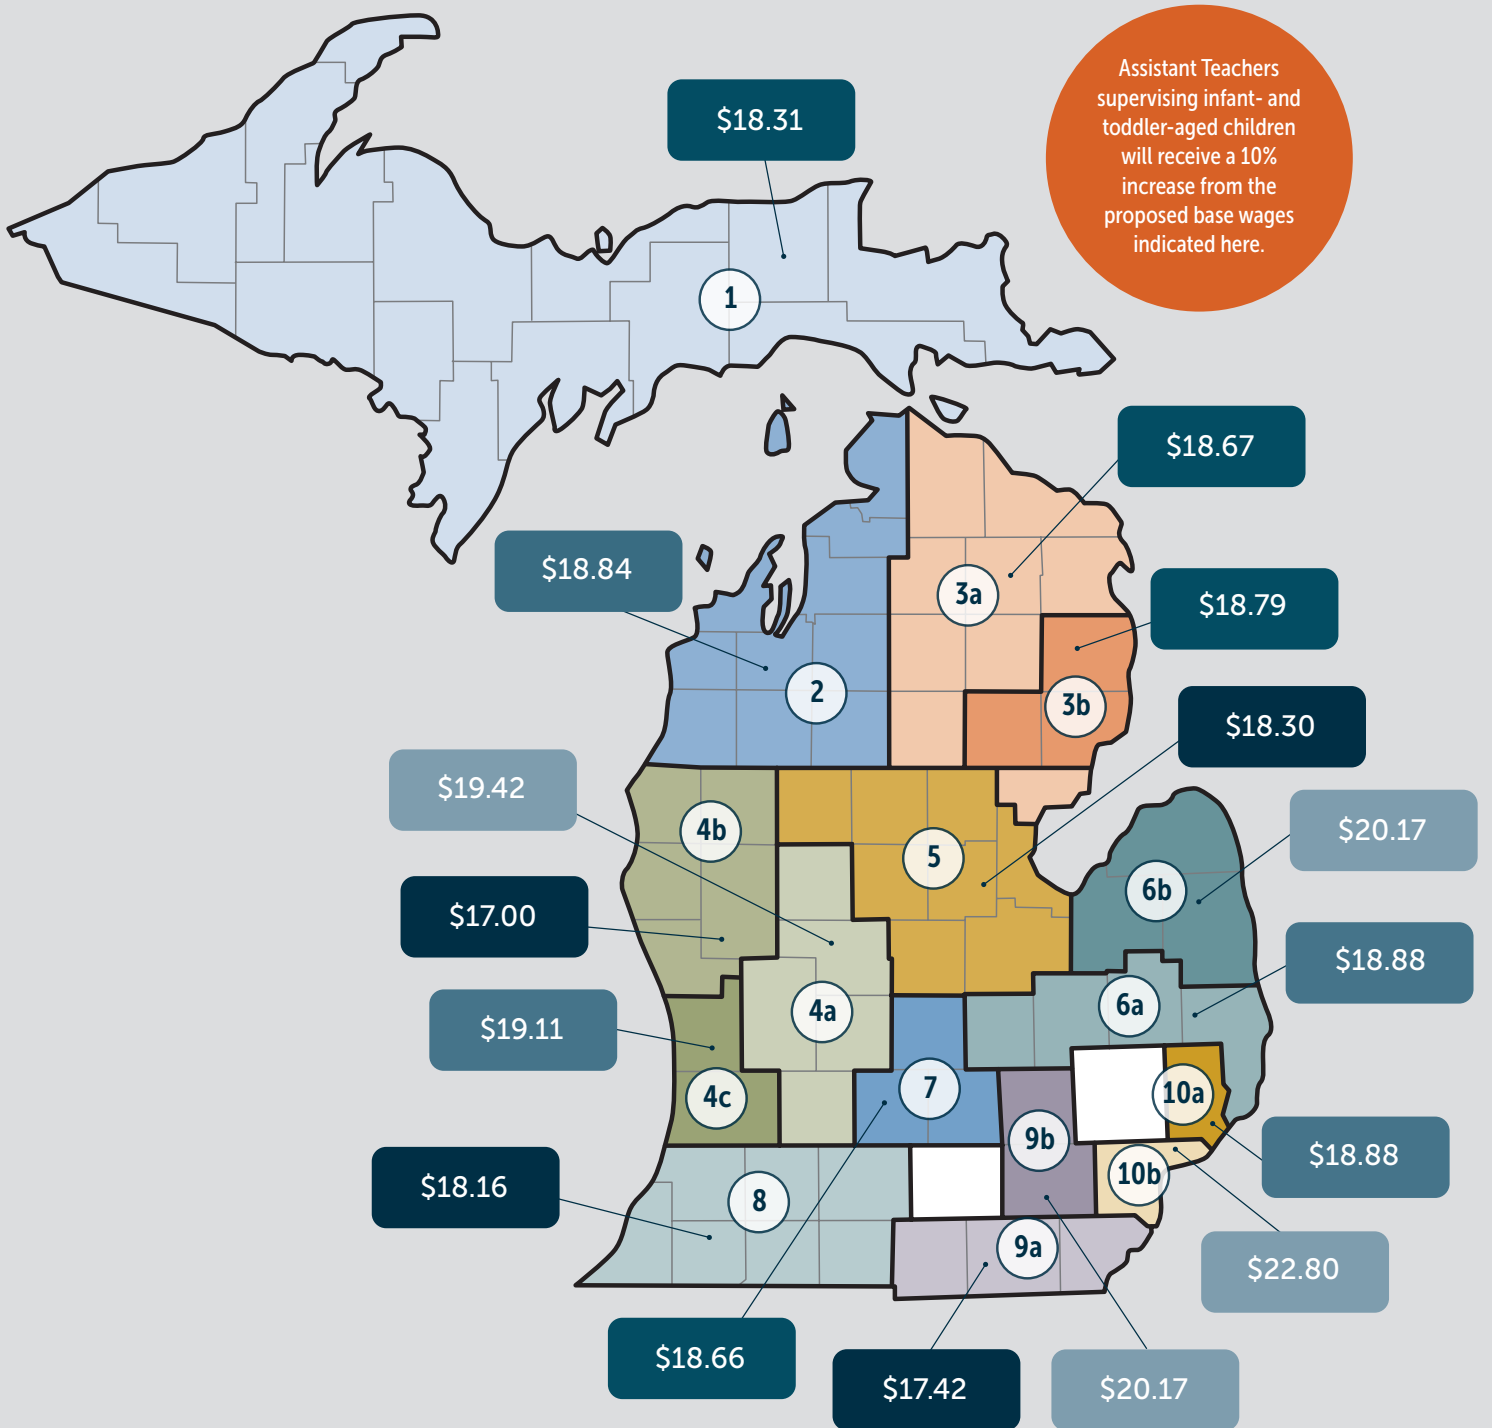 Assistant Teachers
supervising infant- and
toddler-aged children
will receive a 10%
increase from the
proposed base wages
indicated here.
$18.31
1
$18.67
$18.84
3a
$18.79
2
3b
$18.30
$19.42
4b
5
$20.17
6b
$17.00
$18.88
4a
6a
$19.11
7
10a
4c
9b
$18.88
10b
$18.16
8
9a
$22.80
$18.66
$17.42
$20.17